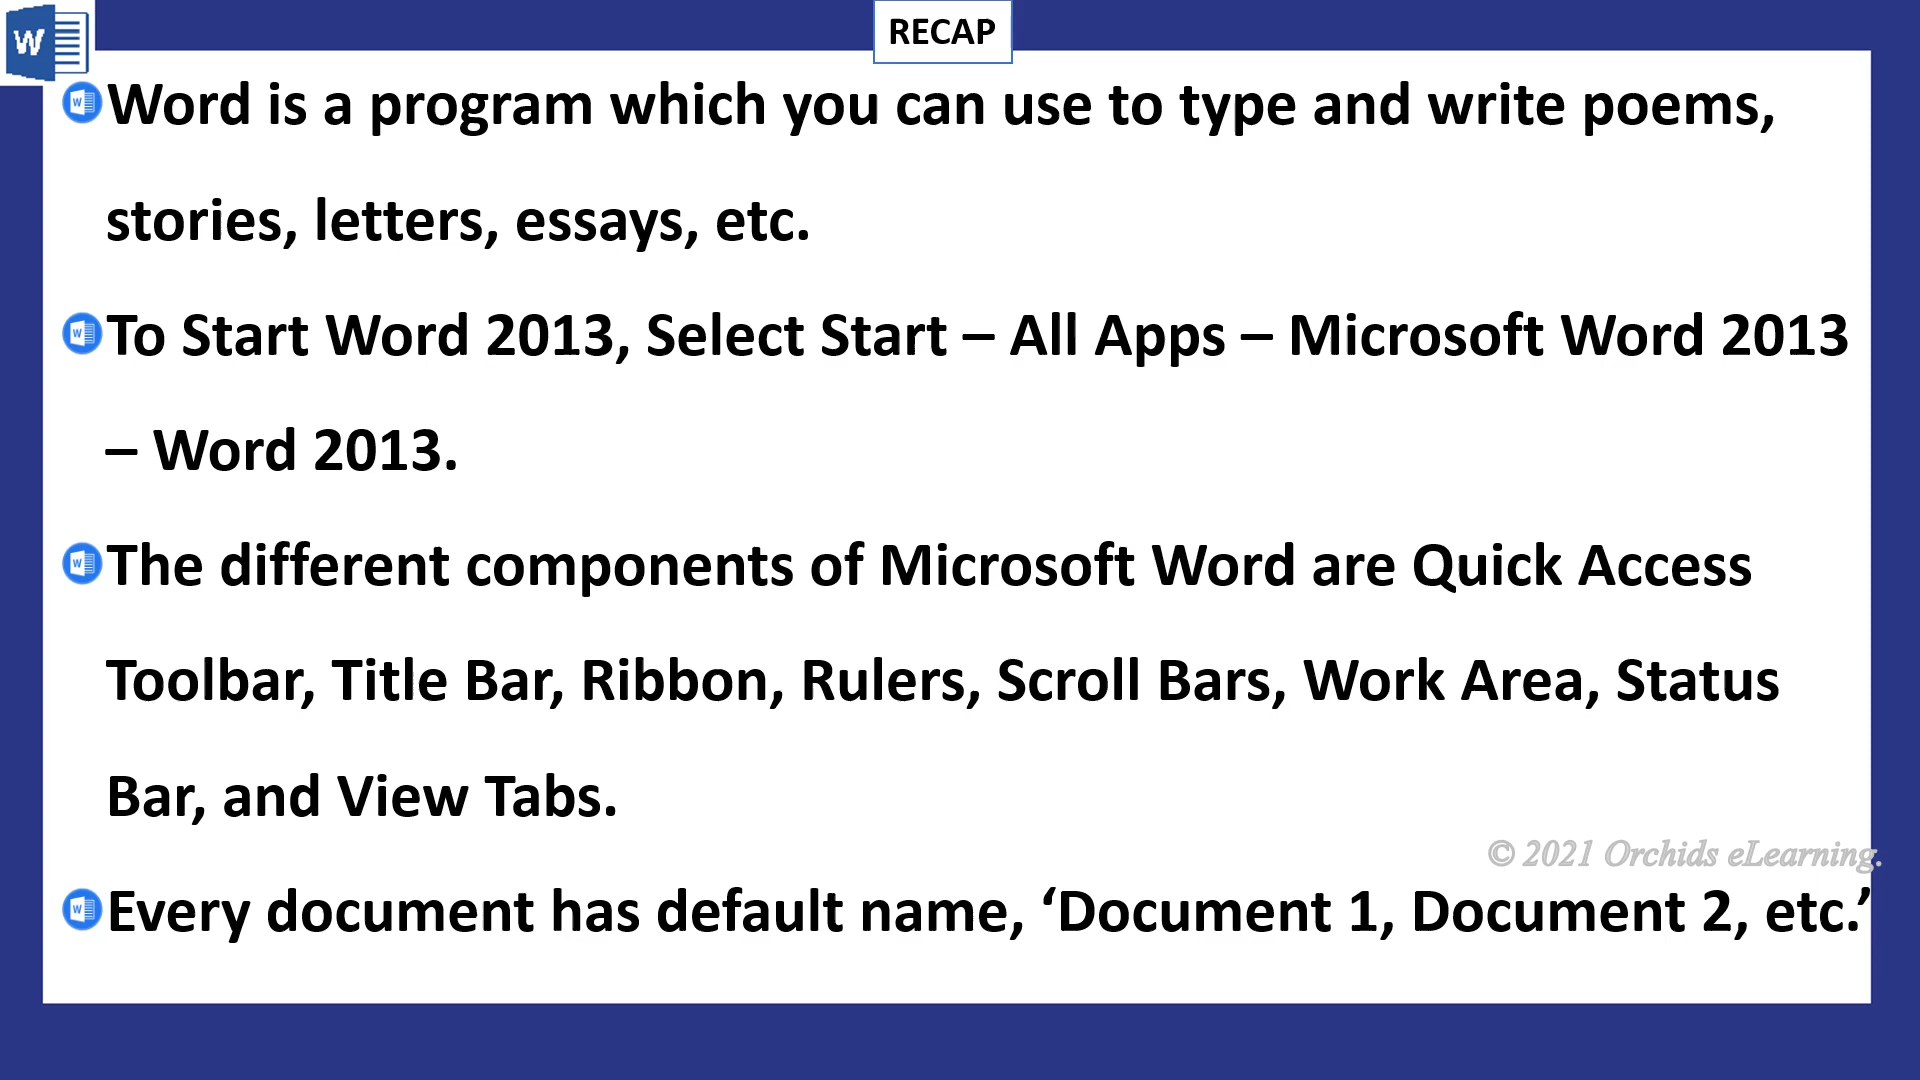 W
RECAP
Word is a program which you can use to type and write poems,
stories, letters, essays, etc.
To Start Word 2013, Select Start – All Apps – Microsoft Word 2013
– Word 2013.
The different components of Microsoft Word are Quick Access
Toolbar, Title Bar, Ribbon, Rulers, Scroll Bars, Work Area, Status
Bar, and View Tabs.
© 2021 Orchids eLearning.
Every document has default name, ‘Document 1, Document 2, etc.’